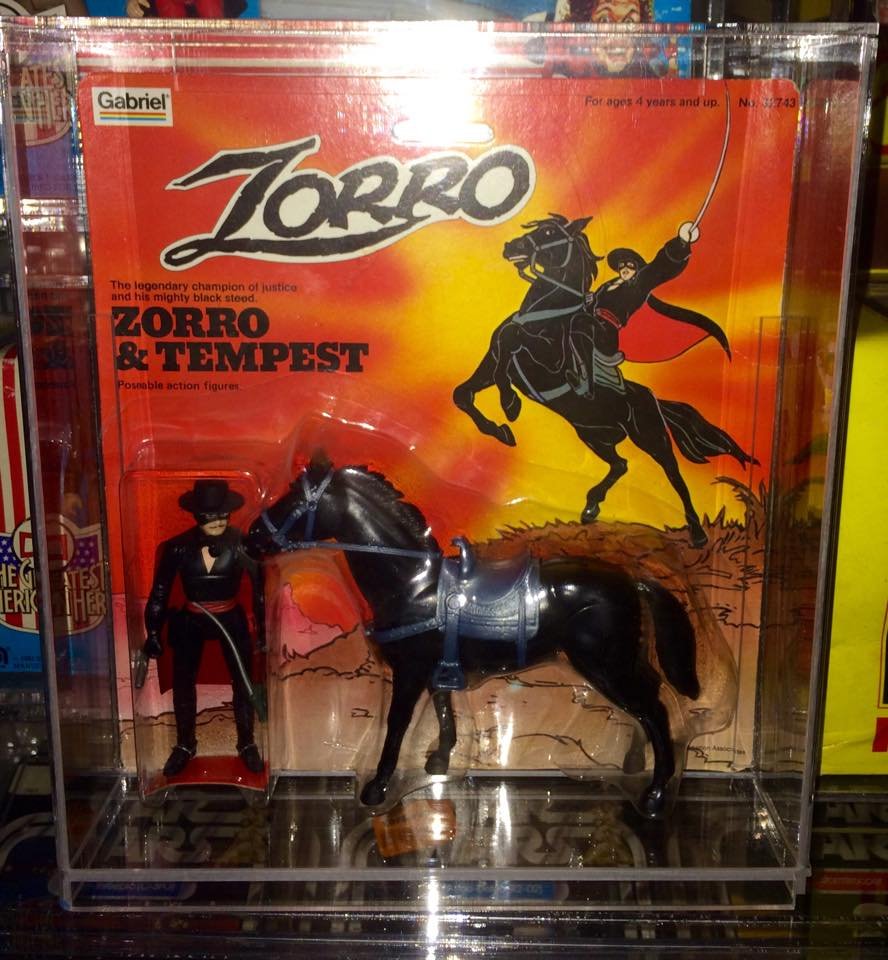 Gabriel®
For ages 4 years and up. No.
ZORRO
The legendary champion of justice
and his mighty black steed.
ZORRO
& TEMPEST
Poseable action figures